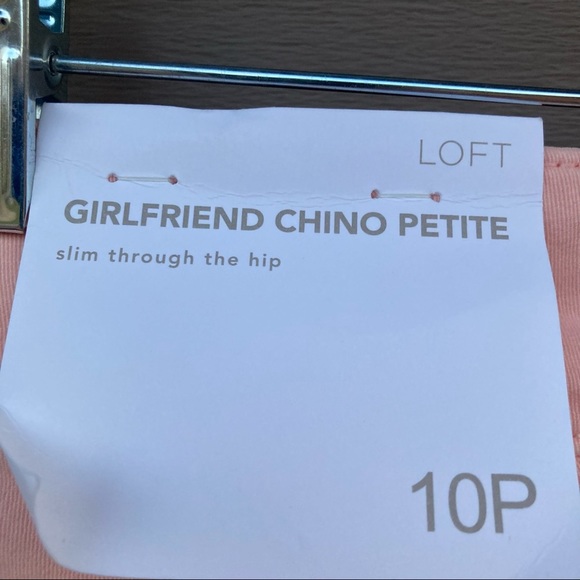 LOFT
GIRLFRIEND CHINO PETITE
slim through the hip
10P